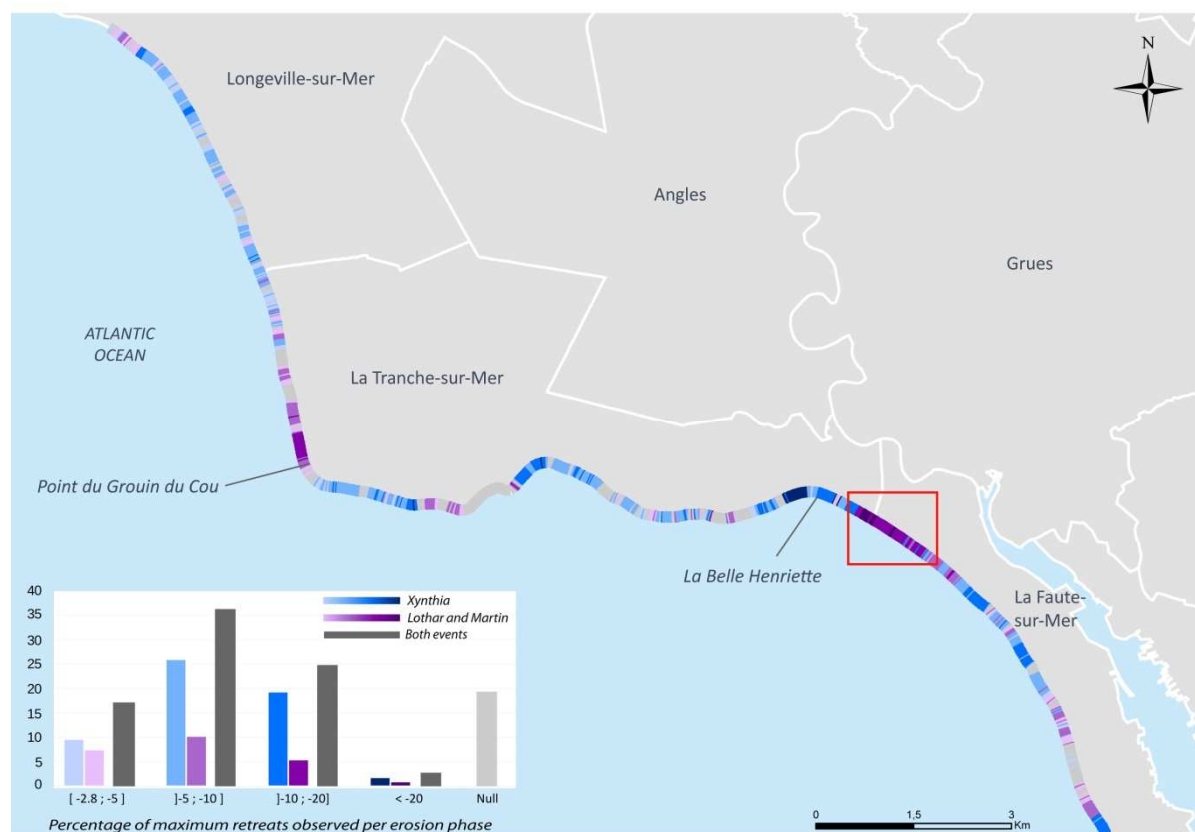 N
Longeville-sur-Mer
Angles
Grues
ATLANTIC
OCEAN
La Tranche-sur-Mer
Point du Grouin du Cou
La Belle Henriette
La Faute-
sur-Mer
40
35
30
25
20
15
10
5
0
Xynthia
Lothar and Martin
Both events
[ -2.8 ; -5 ] ]-5 ; -10 ] ]-10 ; -20] < -20 Null
Percentage of maximum retreats observed per erosion phase
0 1,5 3
Km